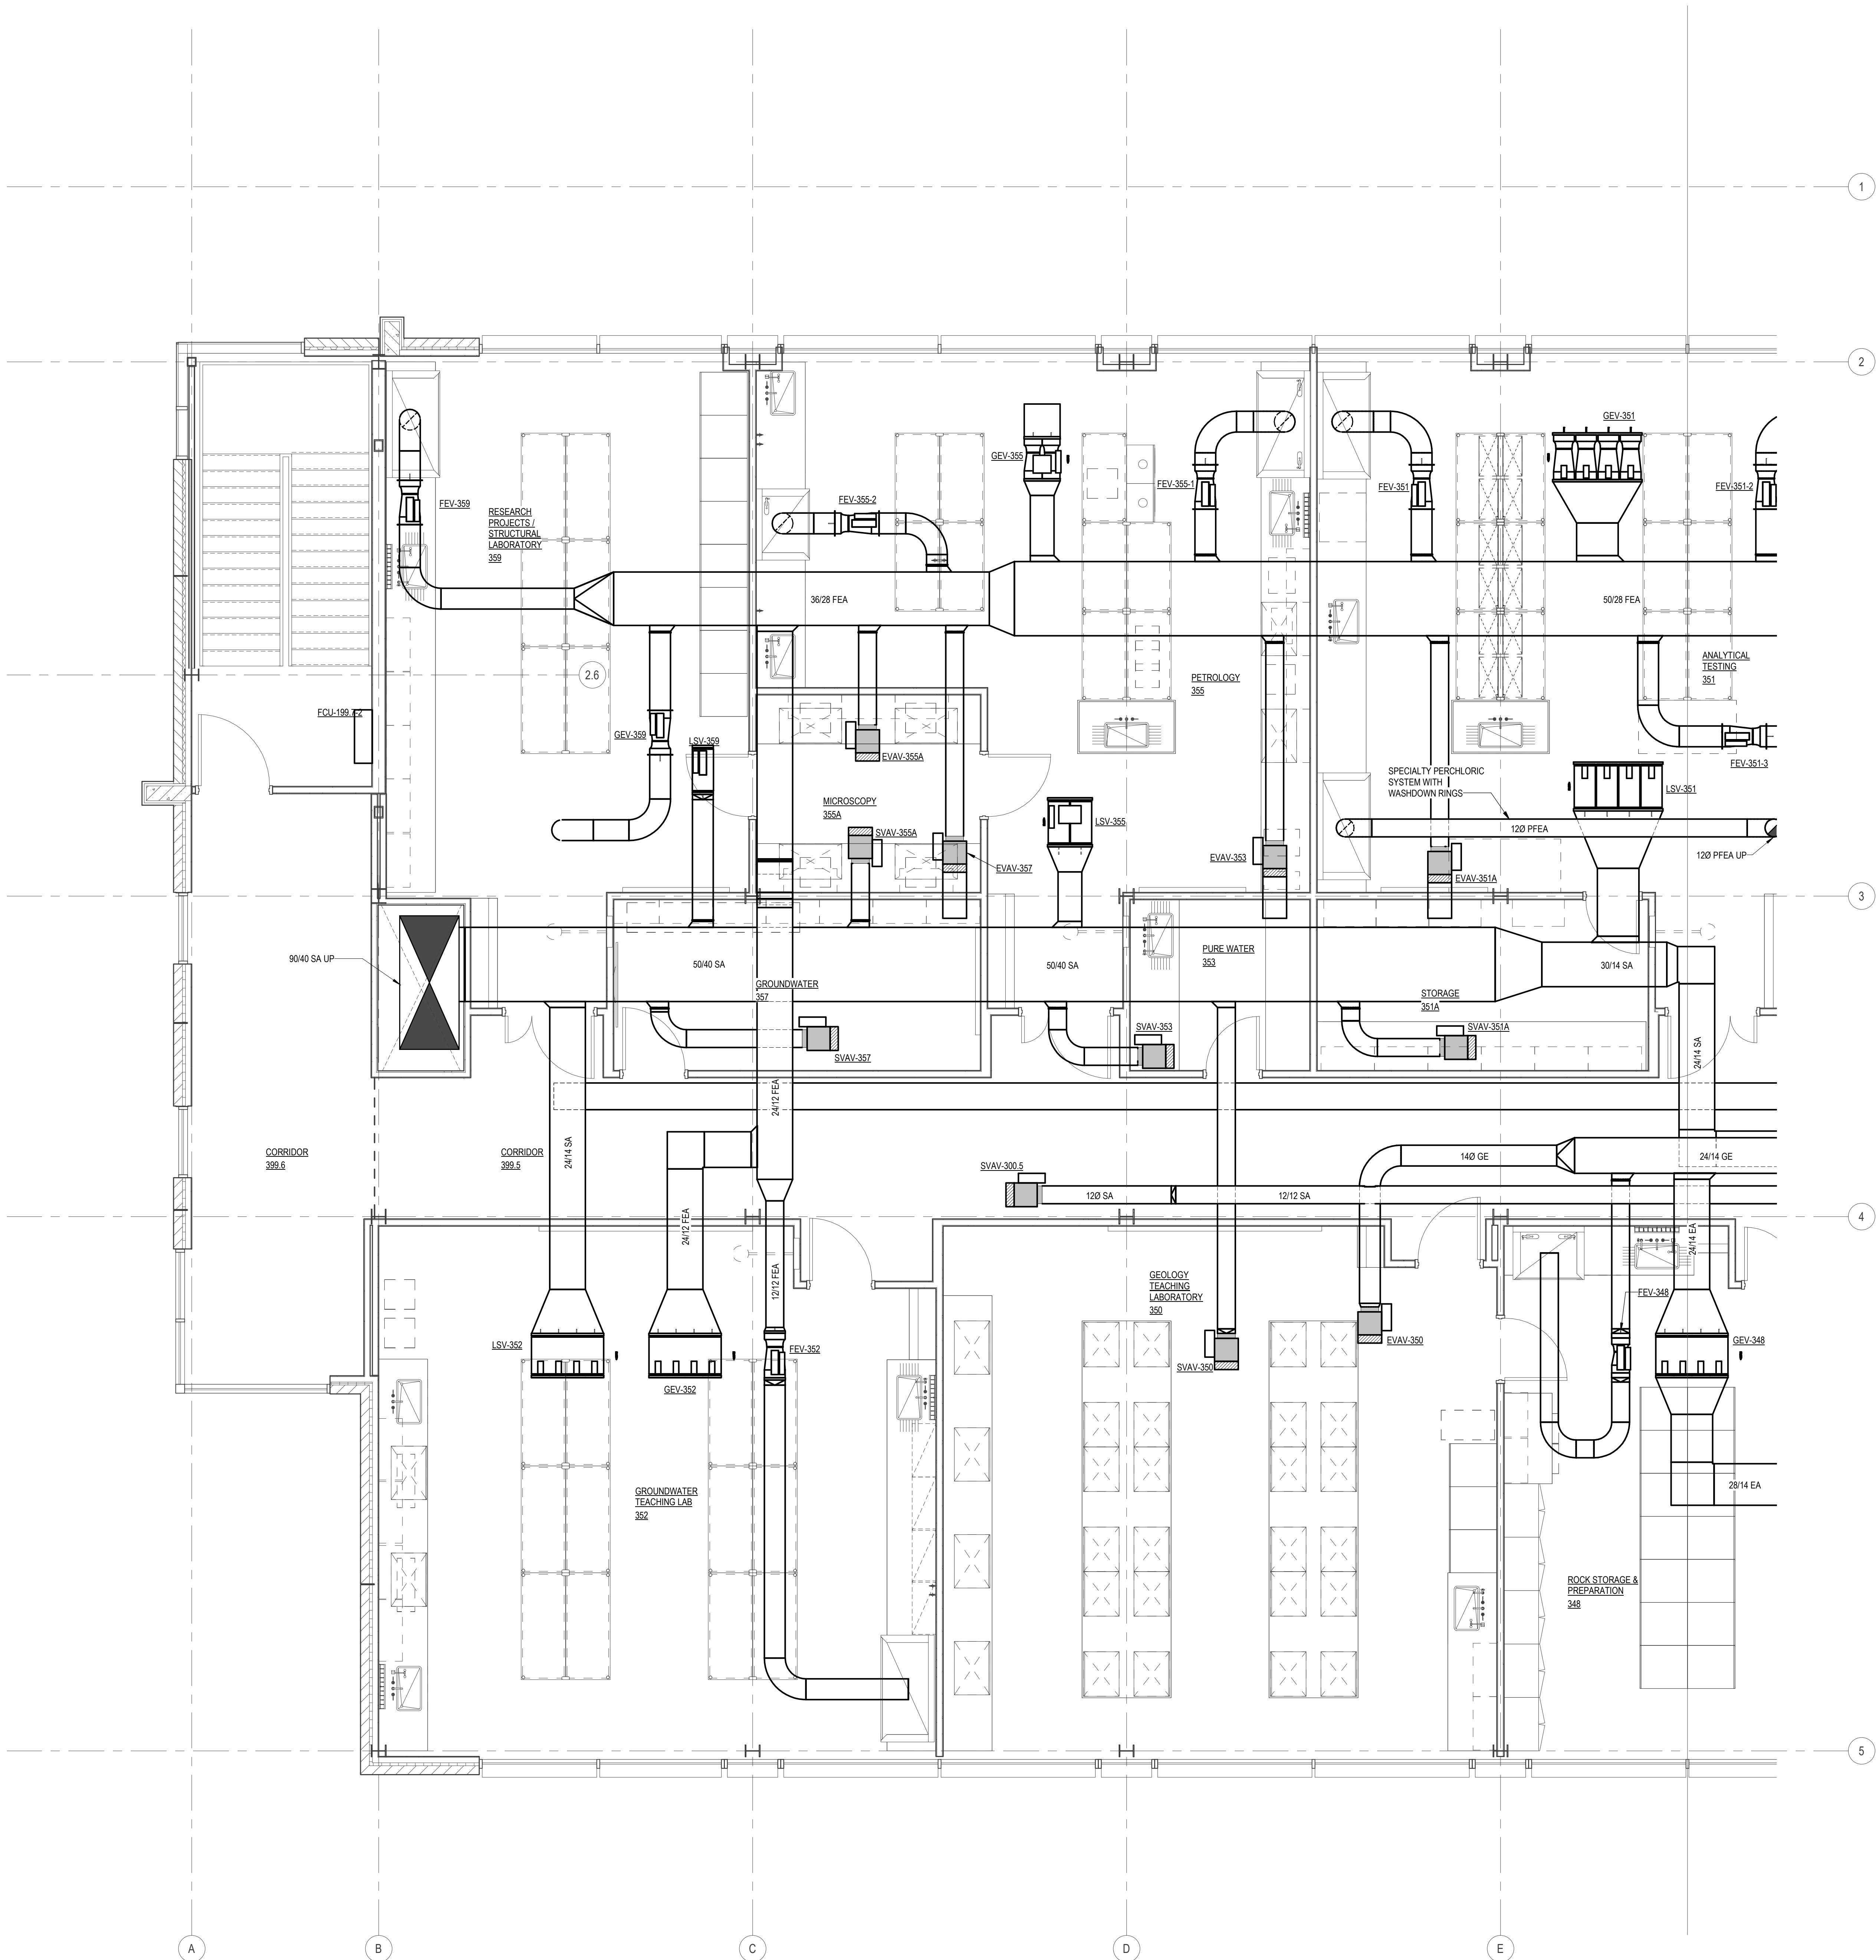 1
2
GEV-351
GEV-355
FEV-355-1
FEV-351
FEV-351-2
FEV-359
FEV-355-2
RESEARCH
PROJECTS /
STRUCTURAL
LABORATORY
359
36/28 FEA
50/28 FEA
2.6
PETROLOGY
355
ANALYTICAL
TESTING
351
FCU-199.7-2
GEV-359
LSV-359
EVAV-355A
FEV-351-3
SPECIALTY PERCHLORIC
SYSTEM WITH
WASHDOWN RINGS
LSV-351
MICROSCOPY
355A
SVAV-355A
LSV-355
12Ø PFEA
12Ø PFEA UP
EVAV-357
EVAV-353
EVAV-351A
3
90/40 SA UP
50/40 SA
GROUNDWATER
357
50/40 SA
PURE WATER
353
30/14 SA
STORAGE
351A
SVAV-357
SVAV-353
SVAV-351A
24/14 SA
24/12 FEA
CORRIDOR
399.6
CORRIDOR
399.5
24/14 SA
14Ø GE
24/14 GE
SVAV-300.5
12Ø SA
12/12 SA
4
24/12 FEA
24/14 EA
12/12 FEA
GEOLOGY
TEACHING
LABORATORY
350
FEV-348
LSV-352
GEV-352
FEV-352
SVAV-350
EVAV-350
GEV-348
28/14 EA
GROUNDWATER
TEACHING LAB
352
ROCK STORAGE &
PREPARATION
348
5
A
B
C
D
E